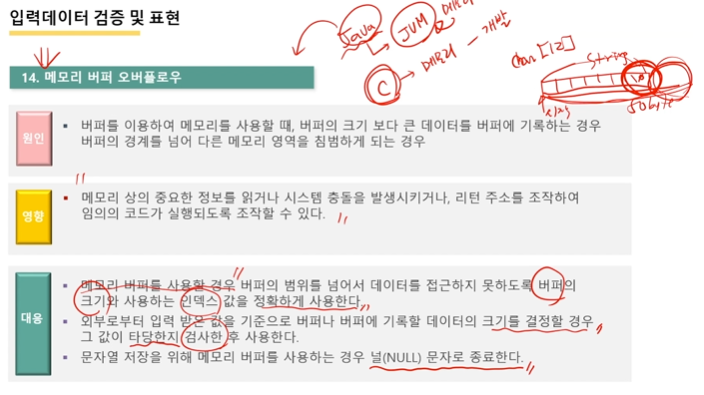 입력데이터 검증 및 표현
Java
JVM
C
메모리
개발
char [12]
String
\0
시작
50byte
14. 메모리 버퍼 오버플로우
원인
▪ 버퍼를 이용하여 메모리를 사용할 때, 버퍼의 크기 보다 큰 데이터를 버퍼에 기록하는 경우
버퍼의 경계를 넘어 다른 메모리 영역을 침범하게 되는 경우
영향
▪ 메모리 상의 중요한 정보를 읽거나 시스템 충돌을 발생시키거나, 리턴 주소를 조작하여
임의의 코드가 실행되도록 조작할 수 있다.
대응
▪ 메모리 버퍼를 사용할 경우 버퍼의 범위를 넘어서 데이터를 접근하지 못하도록 버퍼의
크기와 사용하는 인덱스 값을 정확하게 사용한다.
▪ 외부로부터 입력 받은 값을 기준으로 버퍼나 버퍼에 기록할 데이터의 크기를 결정할 경우,
그 값이 타당한지 검사한 후 사용한다.
▪ 문자열 저장을 위해 메모리 버퍼를 사용하는 경우 널(NULL) 문자로 종료한다.